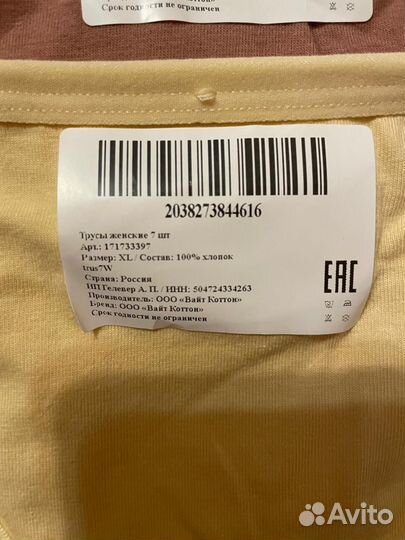 Срок годности не ограничен
2038273844616
Трусы женские 7 шт
Арт.: 171733397
Размер: XL / Состав: 100% хлопок
trus7W
Страна: Россия
ИП Гелевер А. П. / ИНН: 504724334263
Производитель: ООО «Вайт Коттон»
Бренд: ООО «Вайт Коттон»
Срок годности не ограничен
EAC
Avito